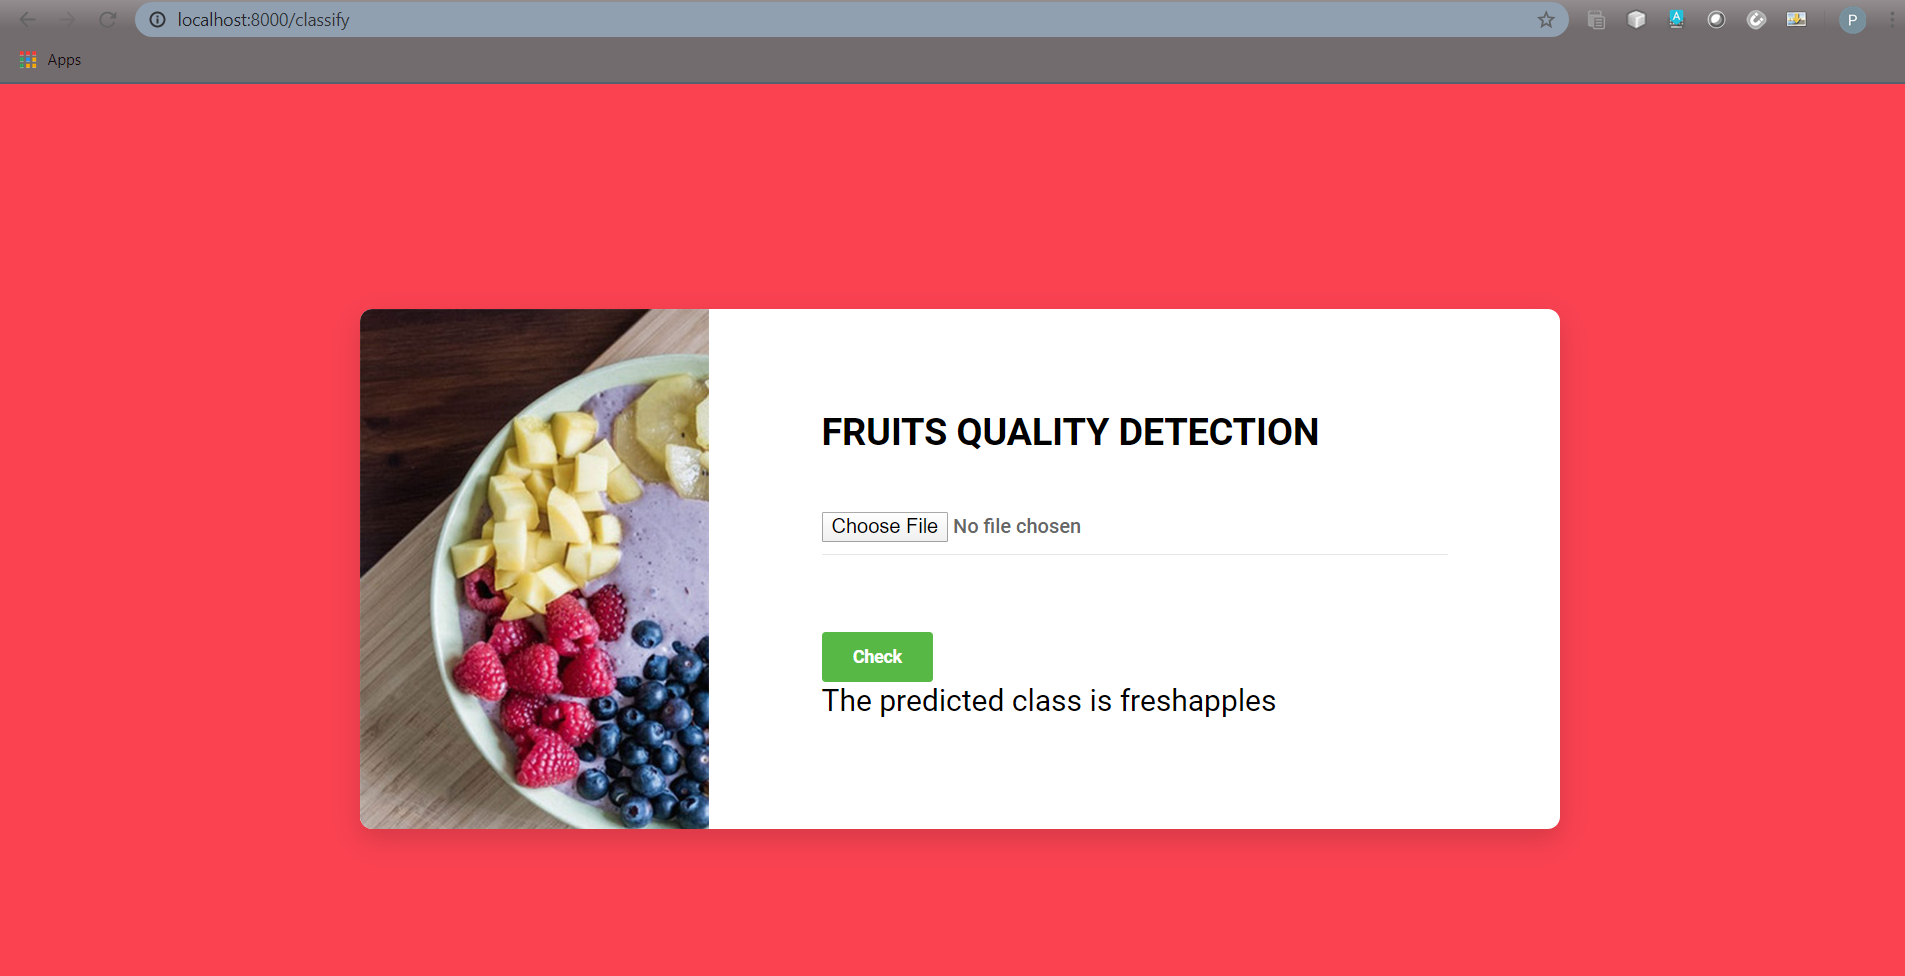 localhost:8000/classify
A
P
Apps
FRUITS QUALITY DETECTION
Choose File No file chosen
Check
The predicted class is freshapples